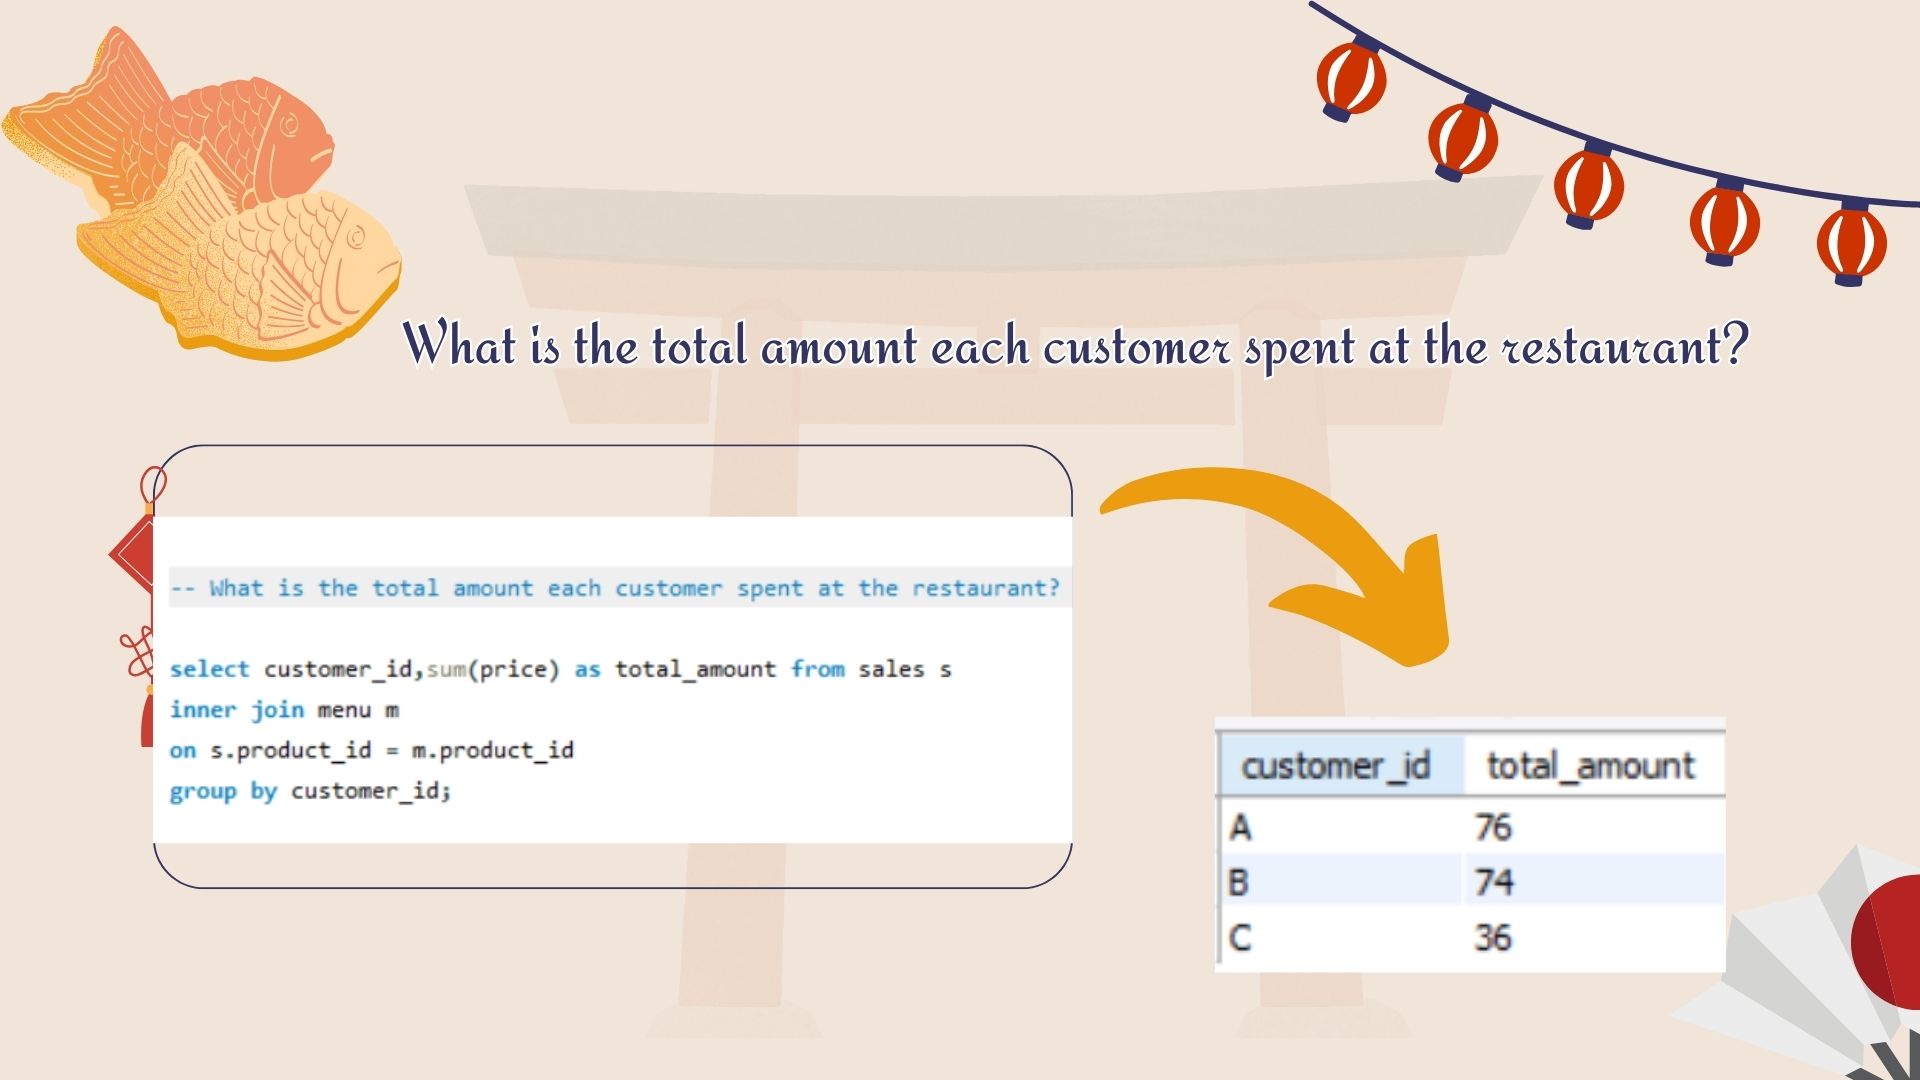 What is the total amount each customer spent at the restaurant?
-- What is the total amount each customer spent at the restaurant?
select customer_id,sum(price) as total_amount from sales s
inner join menu m
on s.product_id = m.product_id
group by customer_id;
customer_id total_amount
A 76
B 74
C 36